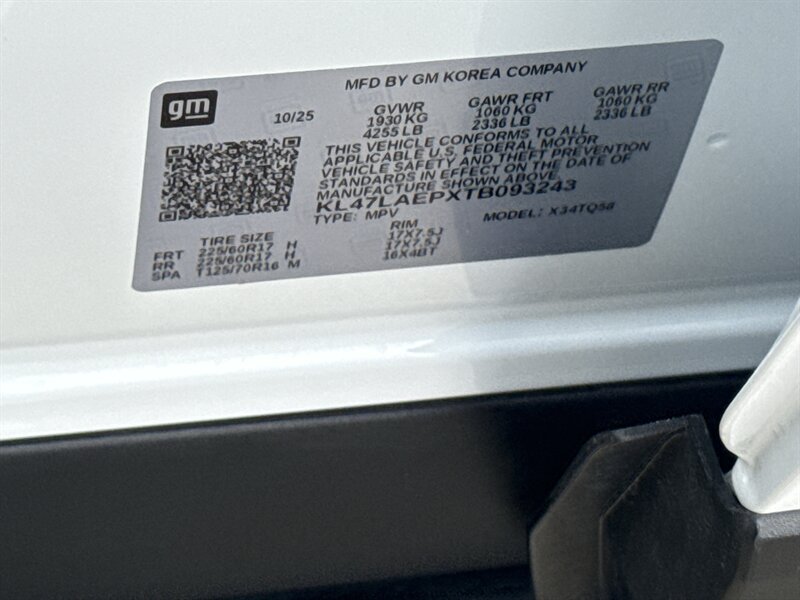 gm
10/25
MFD BY GM KOREA COMPANY
GVWR GAWR FRT GAWR RR
1930 KG 1060 KG 1060 KG
4255 LB 2336 LB 2336 LB
THIS VEHICLE CONFORMS TO ALL
APPLICABLE U.S. FEDERAL MOTOR
VEHICLE SAFETY AND THEFT PREVENTION
STANDARDS IN EFFECT ON THE DATE OF
MANUFACTURE SHOWN ABOVE.
KL47LAEPXTB093243
TYPE: MPV MODEL: X34TQ58
TIRE SIZE RIM
FRT 225/60R17 H 17X7.5J
RR 225/60R17 H 17X7.5J
SPA T125/70R16 M 16X4BT